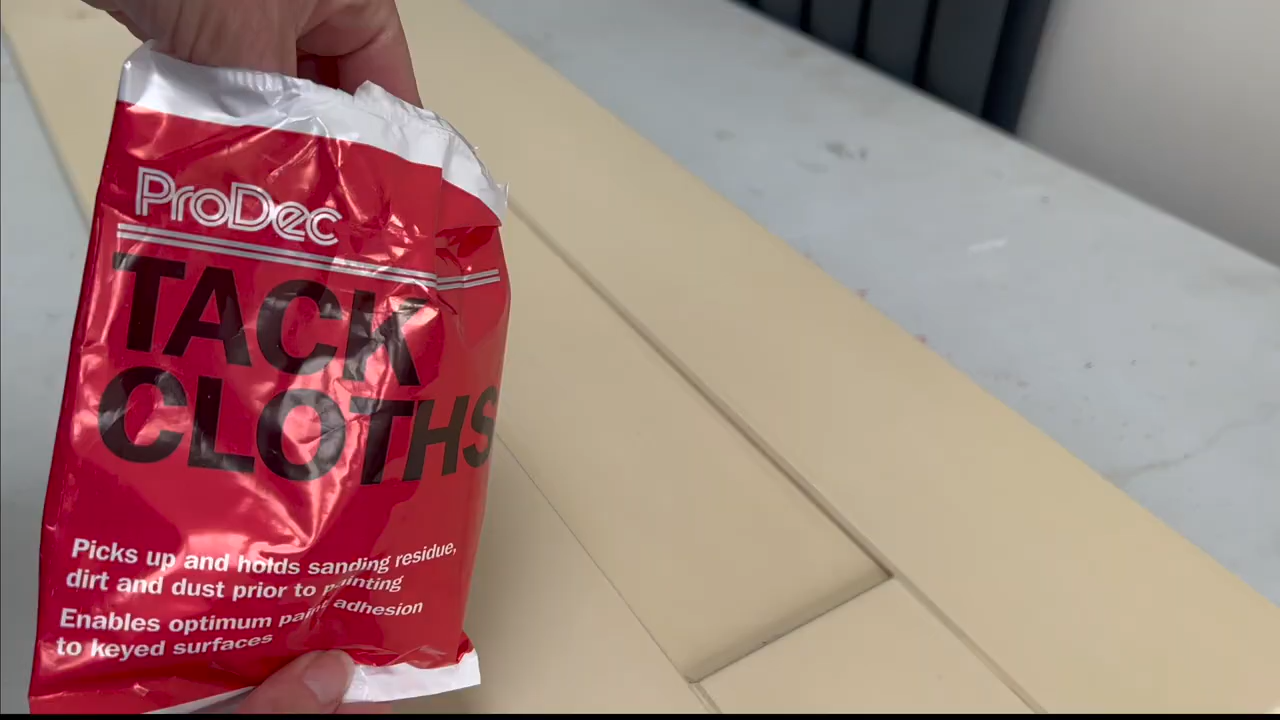 ProDec
TACK
CLOTHS
Picks up and holds sanding residue,
dirt and dust prior to painting
Enables optimum paint adhesion
to keyed surfaces